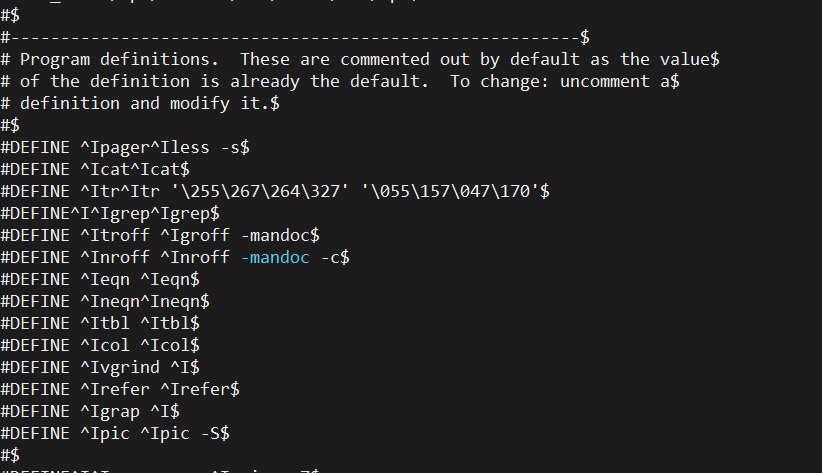 #$
#---------------------------------------------------------$
# Program definitions.  These are commented out by default as the value$
# of the definition is already the default.  To change: uncomment a$
# definition and modify it.$
#$
#DEFINE ^Ipager^Iless -s$
#DEFINE ^Icat^Icat$
#DEFINE ^Itr^Itr '\255\267\264\327' '\055\157\047\170'$
#DEFINE^I^Igrep^Igrep$
#DEFINE ^Itroff ^Igroff -mandoc$
#DEFINE ^Inroff ^Inroff -mandoc -c$
#DEFINE ^Ieqn ^Ieqn$
#DEFINE ^Ineqn^Ineqn$
#DEFINE ^Itbl ^Itbl$
#DEFINE ^Icol ^Icol$
#DEFINE ^Ivgrind ^I$
#DEFINE ^Irefer ^Irefer$
#DEFINE ^Igrap ^I$
#DEFINE ^Ipic ^Ipic -S$
#$